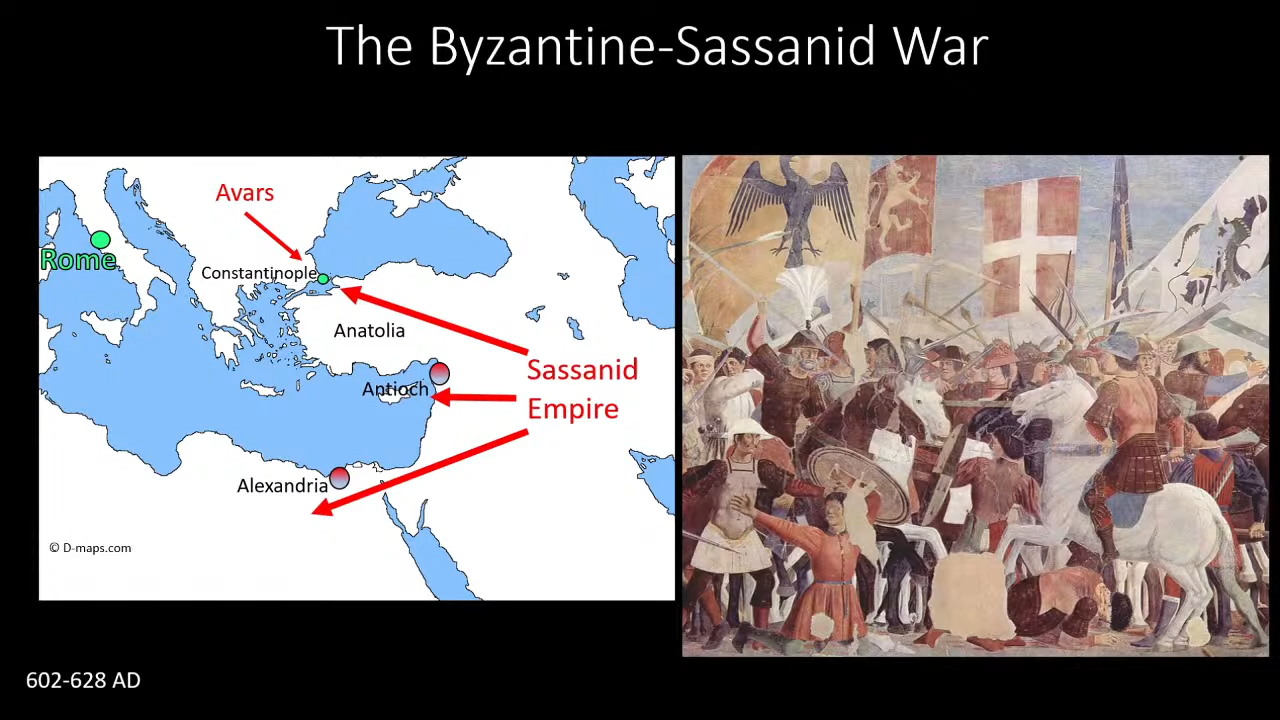 The Byzantine-Sassanid War
Avars
Rome
Constantinople
Anatolia
Sassanid
Empire
Antioch
Alexandria
© D-maps.com
602-628 AD